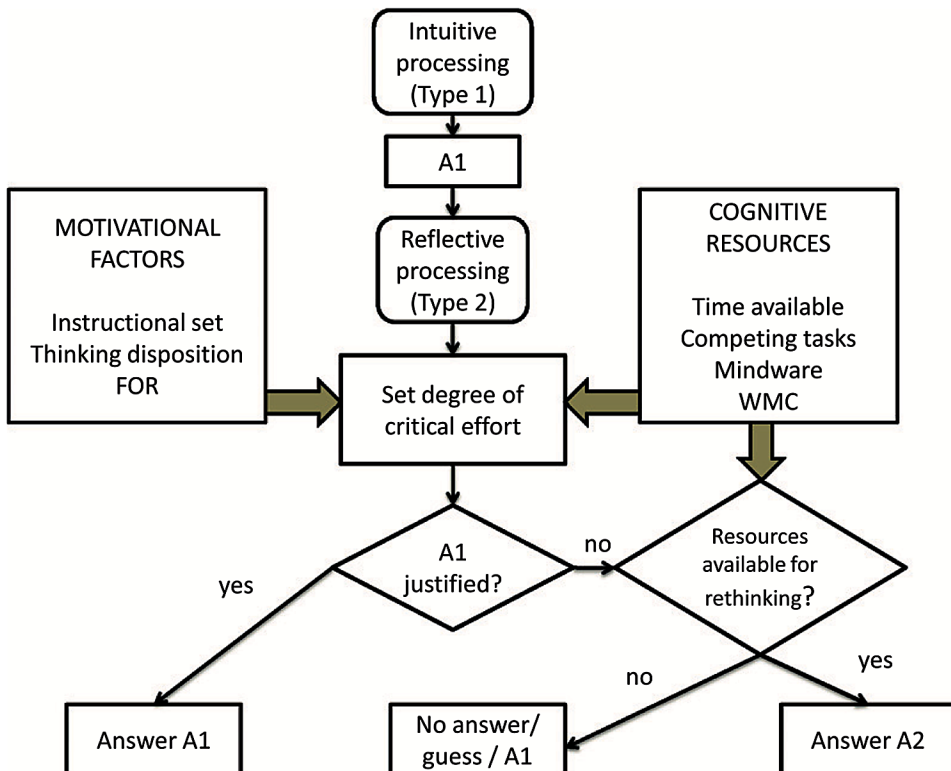 Intuitive
processing
(Type 1)
A1
Reflective
processing
(Type 2)
MOTIVATIONAL
FACTORS
Instructional set
Thinking disposition
FOR
Set degree of
critical effort
COGNITIVE
RESOURCES
Time available
Competing tasks
Mindware
WMC
A1
justified?
no
Resources
available for
rethinking?
yes
no
yes
Answer A1
No answer/
guess / A1
Answer A2